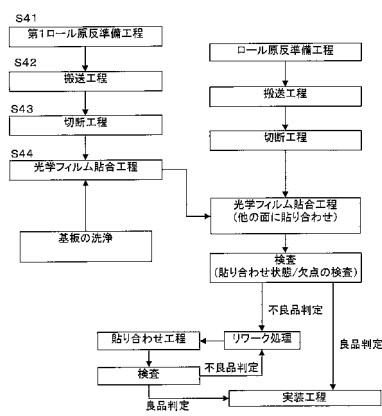 S41
第1ロール原反準備工程
S42
搬送工程
S43
切断工程
S44
光学フィルム貼合工程
基板の洗浄
ロール原反準備工程
搬送工程
切断工程
光学フィルム貼合工程
(他の面に貼り合わせ)
検査
(貼り合わせ状態/欠点の検査)
不良品判定
良品判定
貼り合わせ工程
リワーク処理
検査
不良品判定
良品判定
実装工程